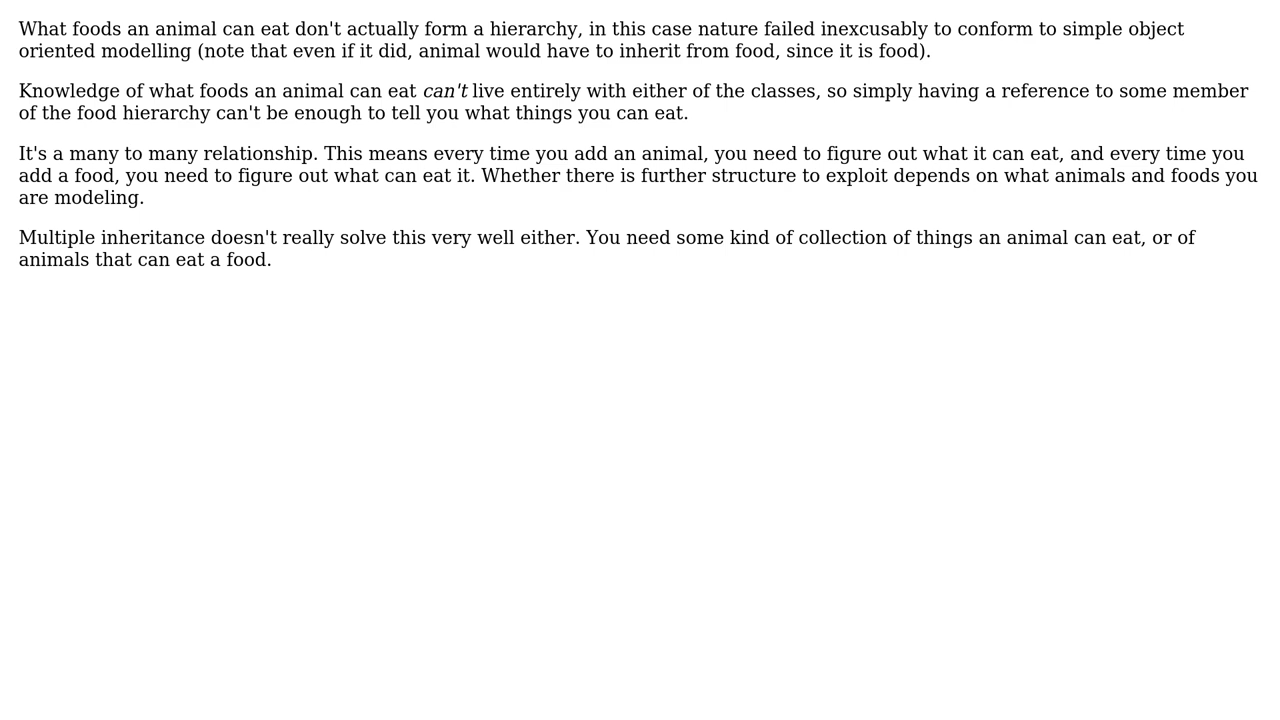 What foods an animal can eat don't actually form a hierarchy, in this case nature failed inexcusably to conform to simple object
oriented modelling (note that even if it did, animal would have to inherit from food, since it is food).
Knowledge of what foods an animal can eat can't live entirely with either of the classes, so simply having a reference to some member
of the food hierarchy can't be enough to tell you what things you can eat.
It's a many to many relationship. This means every time you add an animal, you need to figure out what it can eat, and every time you
add a food, you need to figure out what can eat it. Whether there is further structure to exploit depends on what animals and foods you
are modeling.
Multiple inheritance doesn't really solve this very well either. You need some kind of collection of things an animal can eat, or of
animals that can eat a food.